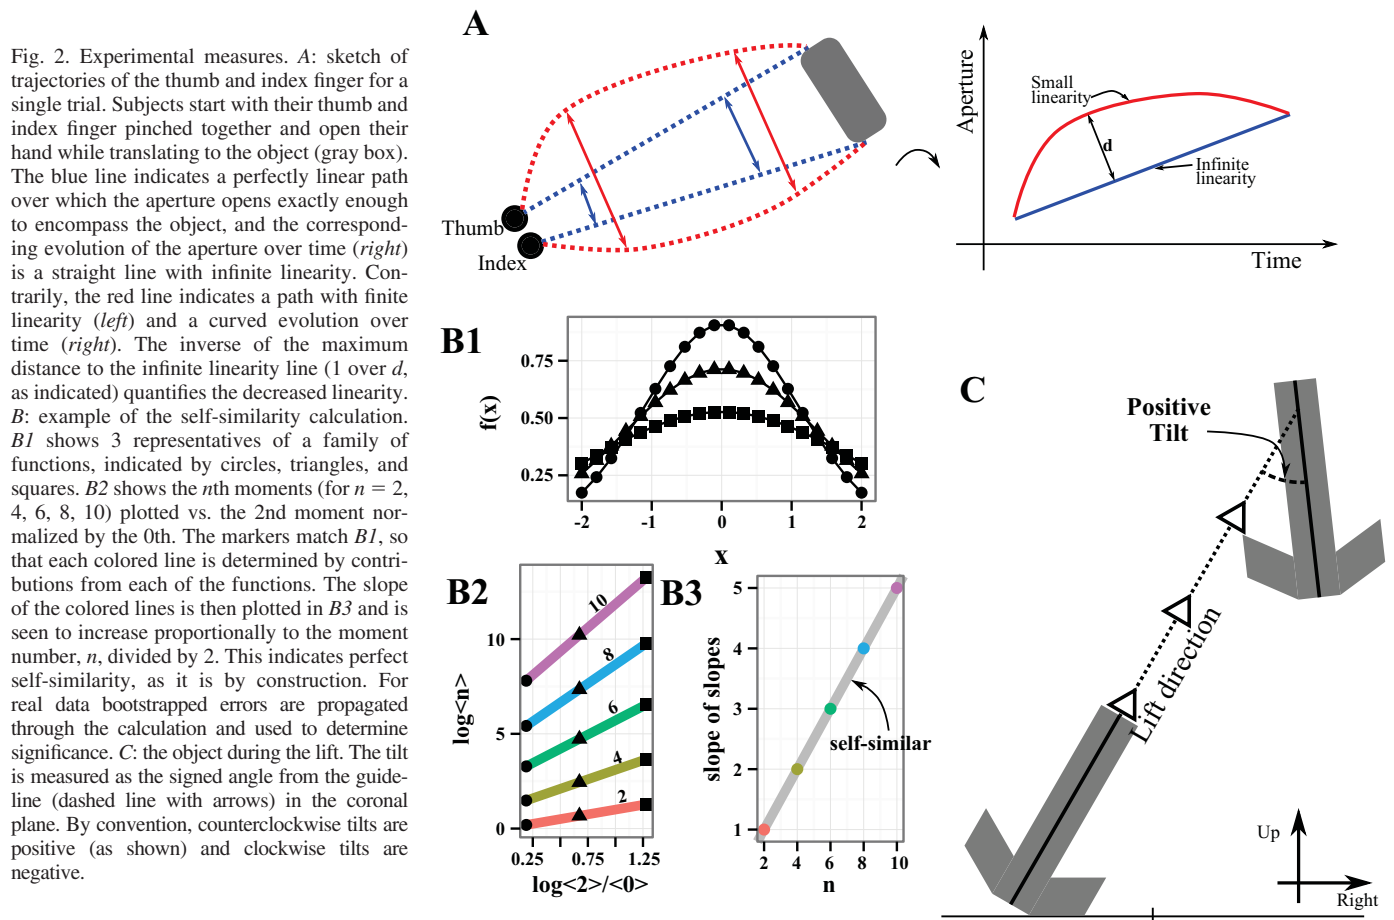 Fig. 2. Experimental measures. A: sketch of
trajectories of the thumb and index finger for a
single trial. Subjects start with their thumb and
index finger pinched together and open their
hand while translating to the object (gray box).
The blue line indicates a perfectly linear path
over which the aperture opens exactly enough
to encompass the object, and the correspond-
ing evolution of the aperture over time (right)
is a straight line with infinite linearity. Con-
trarily, the red line indicates a path with finite
linearity (left) and a curved evolution over
time (right). The inverse of the maximum
distance to the infinite linearity line (1 over d,
as indicated) quantifies the decreased linearity.
B: example of the self-similarity calculation.
B1 shows 3 representatives of a family of
functions, indicated by circles, triangles, and
squares. B2 shows the nth moments (for n = 2,
4, 6, 8, 10) plotted vs. the 2nd moment nor-
malized by the 0th. The markers match B1, so
that each colored line is determined by contri-
butions from each of the functions. The slope
of the colored lines is then plotted in B3 and is
seen to increase proportionally to the moment
number, n, divided by 2. This indicates perfect
self-similarity, as it is by construction. For
real data bootstrapped errors are propagated
through the calculation and used to determine
significance. C: the object during the lift. The tilt
is measured as the signed angle from the guide-
line (dashed line with arrows) in the coronal
plane. By convention, counterclockwise tilts are
positive (as shown) and clockwise tilts are
negative.
A
Thumb
Index
Aperture
Small
linearity
d
Infinite
linearity
Time
B1
f(x)
0.75
0.50
0.25
-2 -1 0 1 2
x
B2
log<n>
10
5
0
10
8
6
4
2
0.25 0.75 1.25
log<2>/<0>
B3
slope of slopes
5
4
3
2
1
self-similar
2 4 6 8 10
n
C
Positive
Tilt
Lift direction
Up
Right